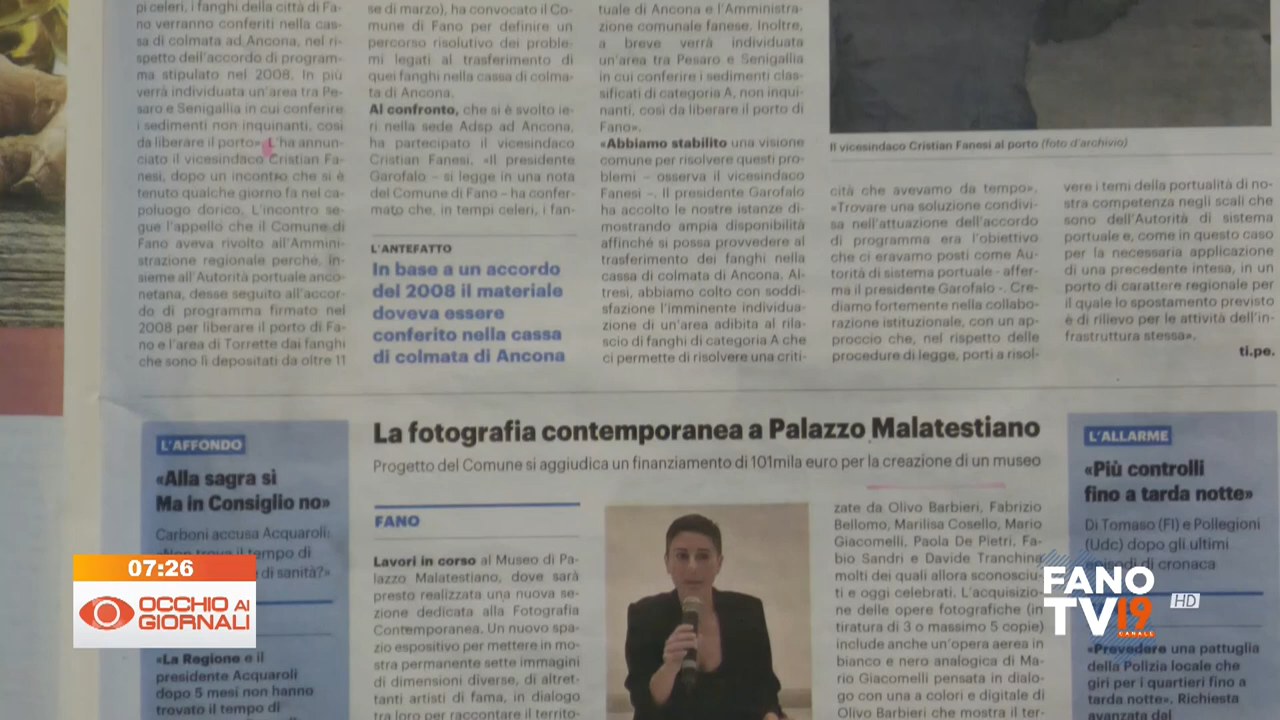 pi celeri, i fanghi della città di Fa-
no verranno conferiti nella cas-
sa di colmata ad Ancona, nel ri-
spetto dell'accordo di program-
ma stipulato nel 2008. In più
verrà individuata un'area tra Pe-
saro e Senigallia in cui conferire
i sedimenti non inquinanti, così
da liberare il porto». L'ha annun-
ciato il vicesindaco Cristian Fa-
nesi, dopo un incontro che si è
tenuto qualche giorno fa nel ca-
poluogo dorico. L'incontro se-
gue l'appello che il Comune di
Fano aveva rivolto all'Ammini-
strazione regionale perché, in-
sieme all'Autorità portuale anco-
netana, desse seguito all'accor-
do di programma firmato nel
2008 per liberare il porto di Fa-
no e l'area di Torrette dai fanghi
che sono lì depositati da oltre 11
se di marzo), ha convocato il Co-
mune di Fano per definire un
percorso risolutivo dei proble-
mi legati al trasferimento di
quei fanghi nella cassa di colma-
ta di Ancona.
Al confronto, che si è svolto ie-
ri nella sede Adsp ad Ancona,
ha partecipato il vicesindaco
Cristian Fanesi. «Il presidente
Garofalo – si legge in una nota
del Comune di Fano – ha confer-
mato che, in tempi celeri, i fan-
L'ANTEFATTO
In base a un accordo
del 2008 il materiale
doveva essere
conferito nella cassa
di colmata di Ancona
tuale di Ancona e l'Amministra-
zione comunale fanese. Inoltre,
a breve verrà individuata
un'area tra Pesaro e Senigallia
in cui conferire i sedimenti clas-
sificati di categoria A, non inqui-
nanti, così da liberare il porto di
Fano».
«Abbiamo stabilito una visione
comune per risolvere questi pro-
blemi – osserva il vicesindaco
Fanesi –. Il presidente Garofalo
ha accolto le nostre istanze di-
mostrando ampia disponibilità
affinché si possa provvedere al
trasferimento dei fanghi nella
cassa di colmata di Ancona. Al-
tresì, abbiamo colto con soddi-
sfazione l'imminente individua-
zione di un'area adibita al rila-
scio di fanghi di categoria A che
ci permette di risolvere una criti-
Il vicesindaco Cristian Fanesi al porto (foto d'archivio)
cità che avevamo da tempo».
«Trovare una soluzione condivi-
sa nell'attuazione dell'accordo
di programma era l'obiettivo
che ci eravamo posti come Au-
torità di sistema portuale - affer-
ma il presidente Garofalo -. Cre-
diamo fortemente nella collabo-
razione istituzionale, con un ap-
proccio che, nel rispetto delle
procedure di legge, porti a risol-
vere i temi della portualità di no-
stra competenza negli scali che
sono dell'Autorità di sistema
portuale e, come in questo caso
per la necessaria applicazione
di una precedente intesa, in un
porto di carattere regionale per
il quale lo spostamento previsto
è di rilievo per le attività dell'in-
frastruttura stessa».
ti.pe.
L'AFFONDO
«Alla sagra sì
Ma in Consiglio no»
Carboni accusa Acquaroli:
«Non trova il tempo di
di sanità?»
«La Regione e il
presidente Acquaroli
dopo 5 mesi non hanno
trovato il tempo di
La fotografia contemporanea a Palazzo Malatestiano
Progetto del Comune si aggiudica un finanziamento di 101mila euro per la creazione di un museo
FANO
Lavori in corso al Museo di Pa-
lazzo Malatestiano, dove sarà
presto realizzata una nuova se-
zione dedicata alla Fotografia
Contemporanea. Un nuovo spa-
zio espositivo per mettere in mo-
stra permanente sette immagini
di dimensioni diverse, di altret-
tanti artisti di fama, in dialogo
tra loro per raccontare il territo-
zate da Olivo Barbieri, Fabrizio
Bellomo, Marilisa Cosello, Mario
Giacomelli, Paola De Pietri, Fa-
bio Sandri e Davide Tranchina
molti dei quali allora sconosciu-
ti e oggi celebrati. L'acquisizio-
ne delle opere fotografiche (in
tiratura di 3 o massimo 5 copie)
include anche un'opera aerea in
bianco e nero analogica di Ma-
rio Giacomelli pensata in dialo-
go con una a colori e digitale di
Olivo Barbieri che mostra il ter-
L'ALLARME
«Più controlli
fino a tarda notte»
Di Tomaso (FI) e Pollegioni
(Udc) dopo gli ultimi
episodi di cronaca
«Prevedere una pattuglia
della Polizia locale che
giri per i quartieri fino a
tarda notte». Richiesta
avanzata dal
07:26
OCCHIO AI
GIORNALI
FANO
TV19
CANALE
HD